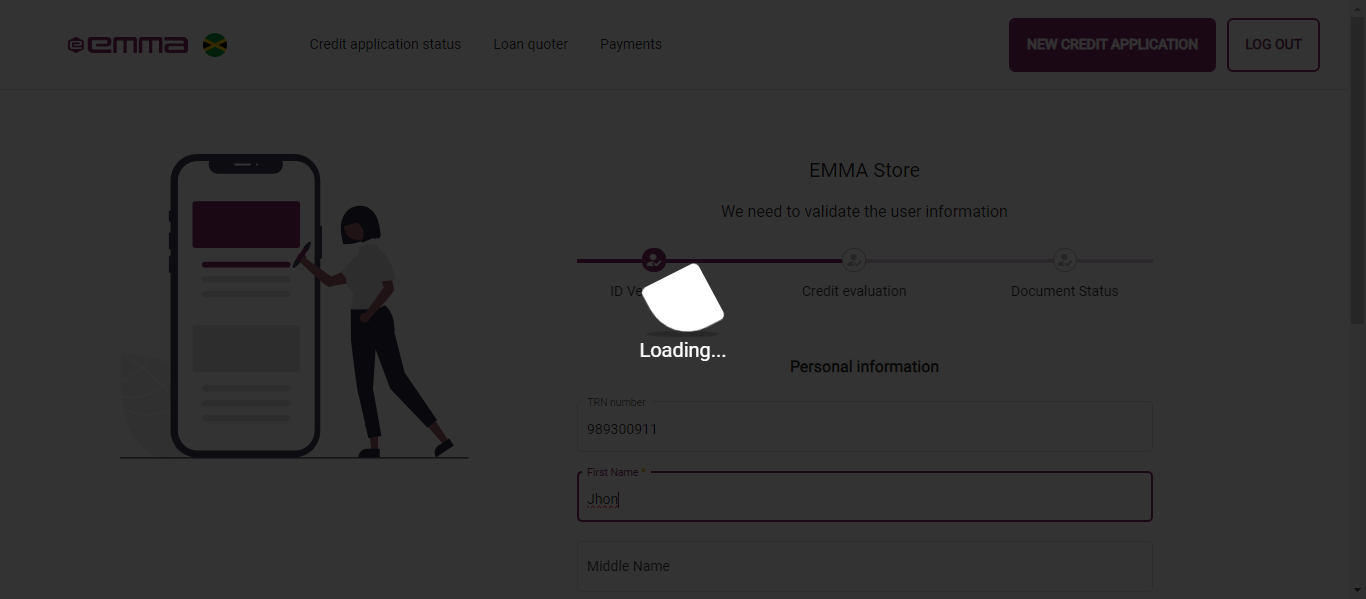 emma
Credit application status
Loan quoter
Payments
NEW CREDIT APPLICATION
LOG OUT
EMMA Store
We need to validate the user information
ID Ve
Credit evaluation
Document Status
Loading...
Personal information
TRN number
989300911
First Name *
Jhon
Middle Name